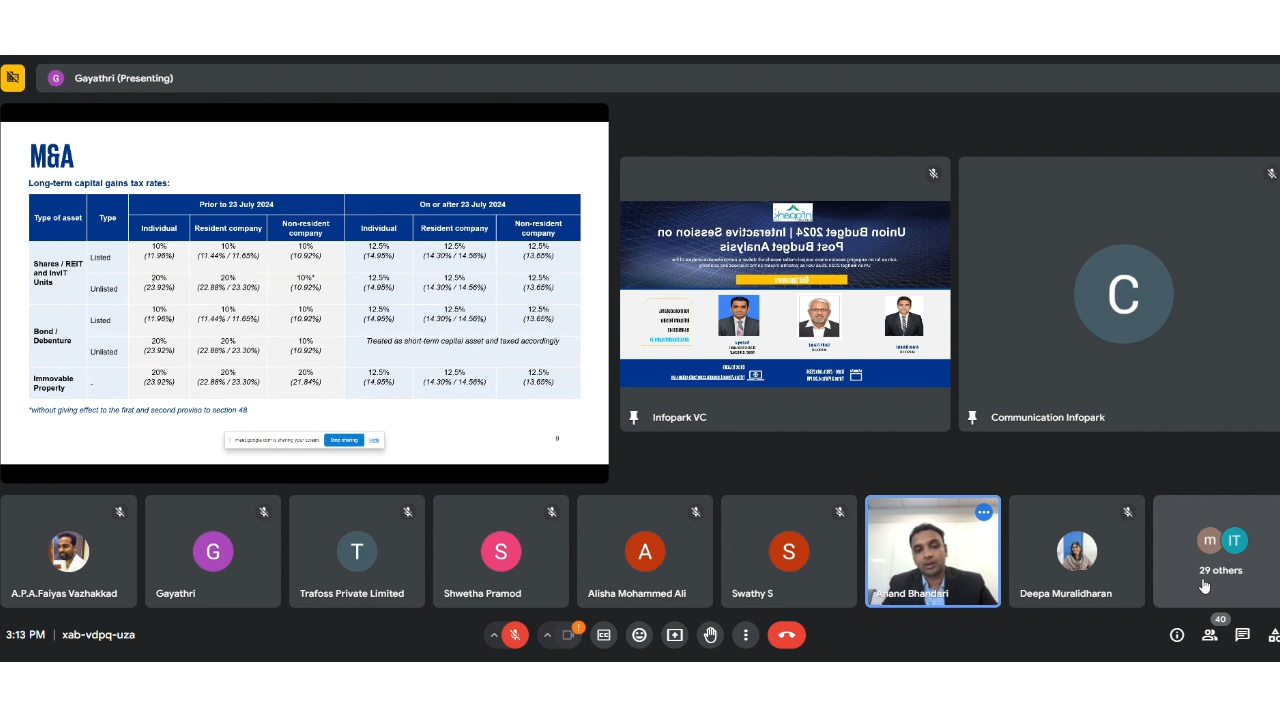 G Gayathri (Presenting)
M&A
Long-term capital gains tax rates:
Type of asset Type Prior to 23 July 2024 On or after 23 July 2024
Individual Resident company Non-resident company Individual Resident company Non-resident company
Shares / REIT and InvIT Units
Listed 10% 10% 10% 12.5% 12.5% 12.5%
(11.96%) (11.44% / 11.65%) (10.92%) (14.95%) (14.30% / 14.56%) (13.65%)
Unlisted 20% 20% 10%* 12.5% 12.5% 12.5%
(23.92%) (22.88% / 23.30%) (10.92%) (14.95%) (14.30% / 14.56%) (13.65%)
Bond / Debenture
Listed 10% 10% 10% 12.5% 12.5% 12.5%
(11.96%) (11.44% / 11.65%) (10.92%) (14.95%) (14.30% / 14.56%) (13.65%)
Unlisted 20% 20% 10% Treated as short-term capital asset and taxed accordingly
(23.92%) (22.88% / 23.30%) (10.92%)
Immovable Property
- 20% 20% 20% 12.5% 12.5% 12.5%
(23.92%) (22.88% / 23.30%) (21.84%) (14.95%) (14.30% / 14.56%) (13.65%)
*without giving effect to the first and second proviso to section 48
meet.google.com is sharing your screen. Stop sharing Hide
9
infopark
Union Budget 2024 | Interactive Session on
Post Budget Analysis
Infopark VC
C
Communication Infopark
A.P.A.Faiyas Vazhakkad
G
Gayathri
T
Trafoss Private Limited
S
Shwetha Pramod
A
Alisha Mohammed Ali
S
Swathy S
Anand Bhandari
Deepa Muralidharan
m IT
29 others
3:13 PM | xab-vdpq-uza
40